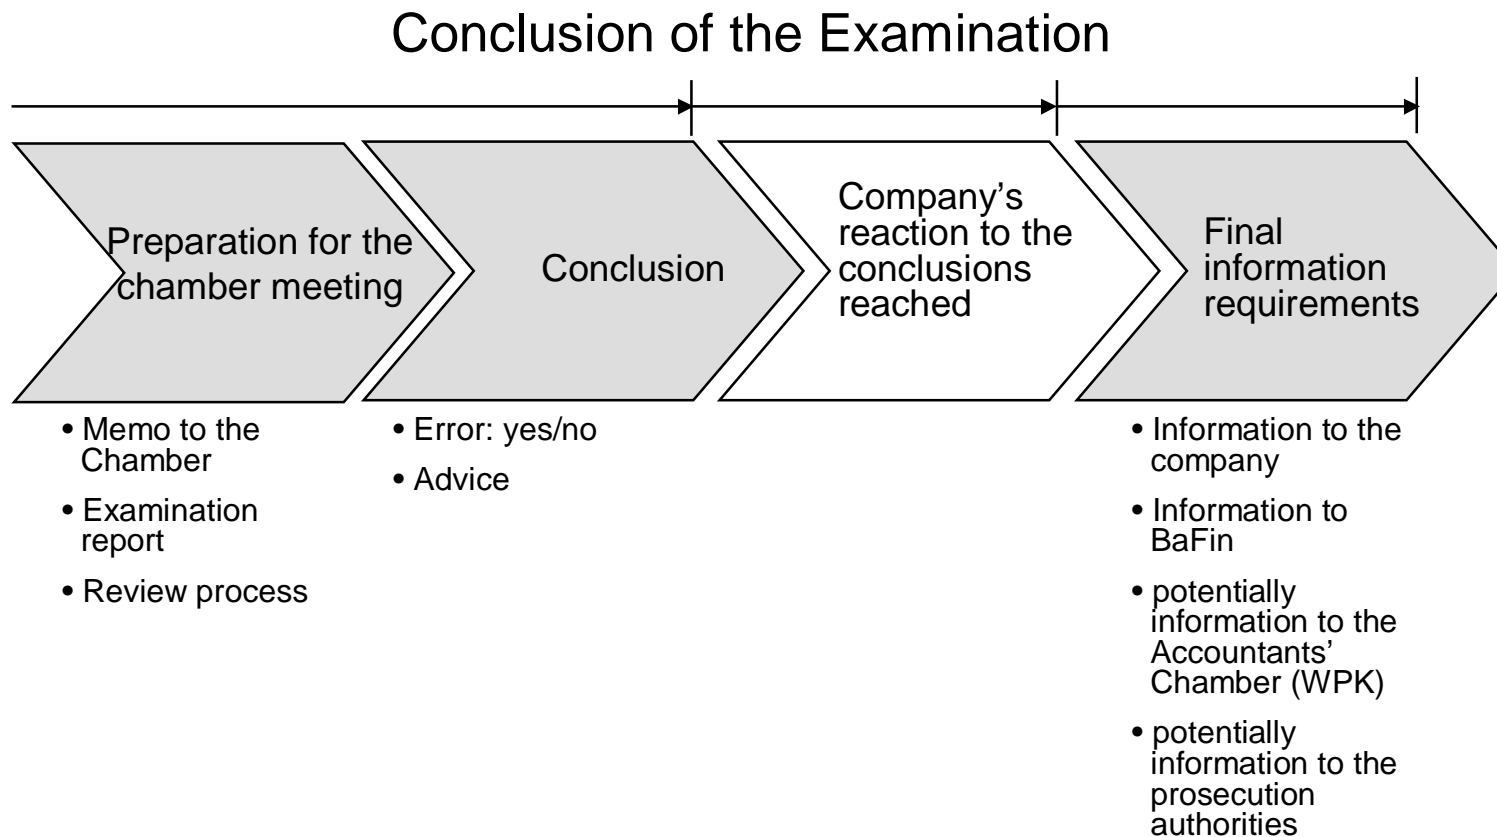 Conclusion of the Examination
Preparation for the
chamber meeting
Conclusion
Company’s
reaction to the
conclusions
reached
Final
information
requirements
• Memo to the
Chamber
• Examination
report
• Review process
• Error: yes/no
• Advice
• Information to the
company
• Information to
BaFin
• potentially
information to the
Accountants’
Chamber (WPK)
• potentially
information to the
prosecution
authorities